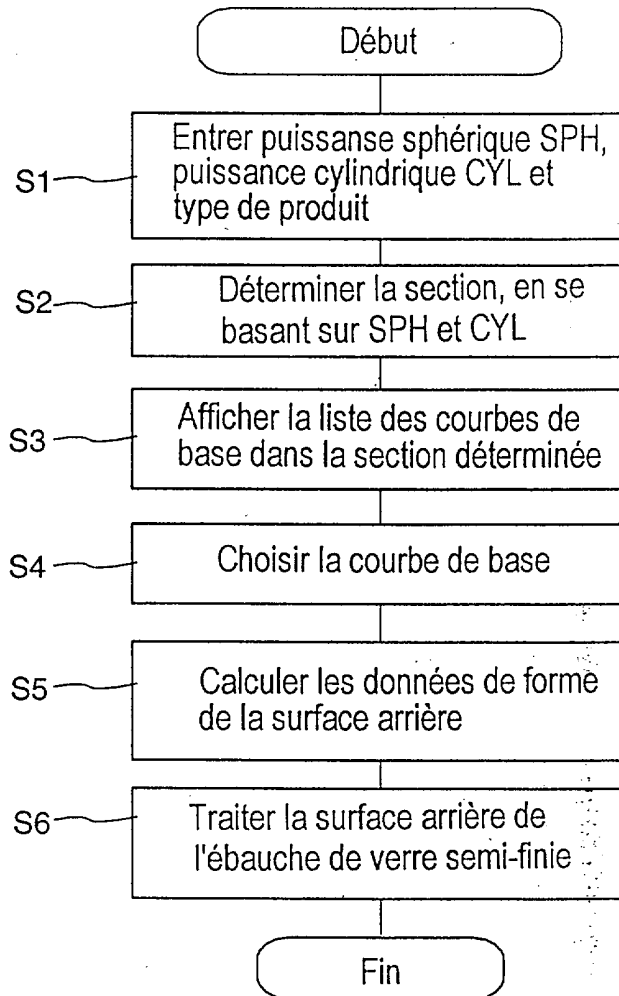 Début
S1
Entrer puissanse sphérique SPH,
puissance cylindrique CYL et
type de produit
S2
Déterminer la section, en se
basant sur SPH et CYL
S3
Afficher la liste des courbes de
base dans la section déterminée
S4
Choisir la courbe de base
S5
Calculer les données de forme
de la surface arrière
S6
Traiter la surface arrière de
l'ébauche de verre semi-finie
Fin